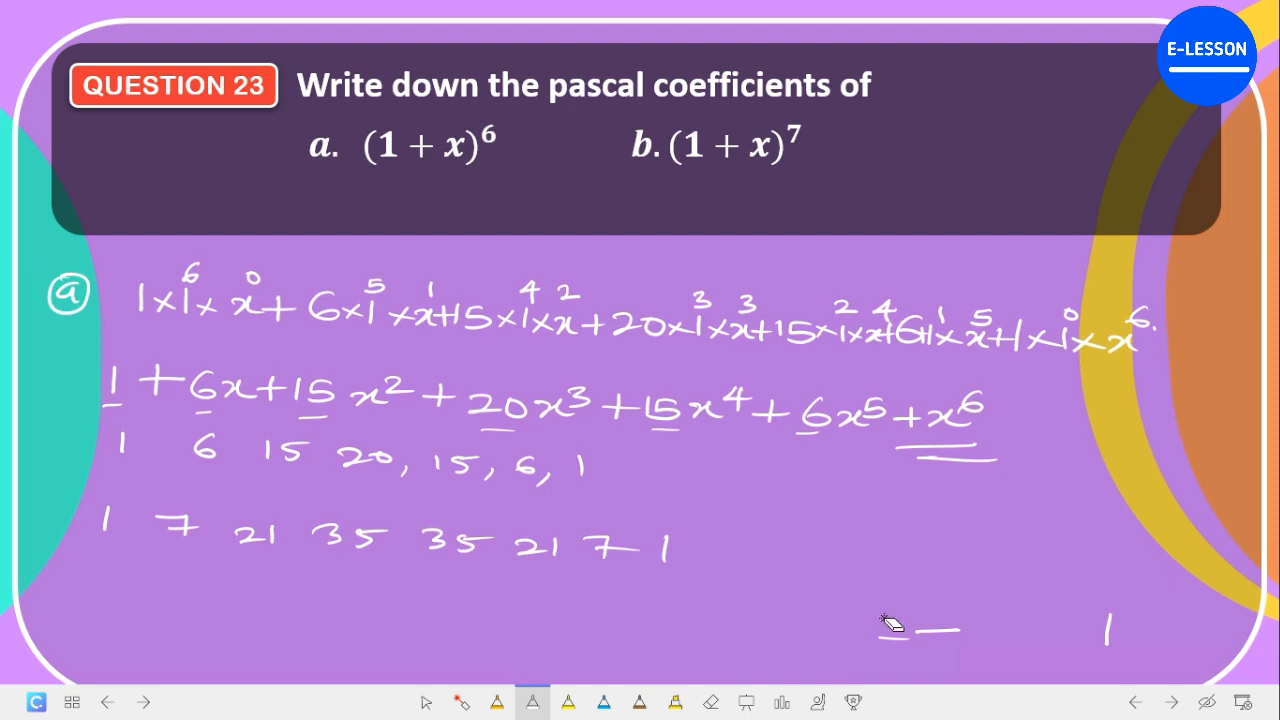 E-LESSON
QUESTION 23 Write down the pascal coefficients of
a. (1 + x)⁶ b. (1 + x)⁷
ⓐ 1×1⁶×x⁰+6×1⁵×x¹+15×1⁴×x²+20×1³×x³+15×1²×x⁴+6+1¹×x⁵+1×1⁰×x⁶.
1+6x+15x²+20x³+15x⁴+6x⁵+x⁶
1 6 15 20, 15, 6, 1
1 7 21 35 35 21 7 1
1